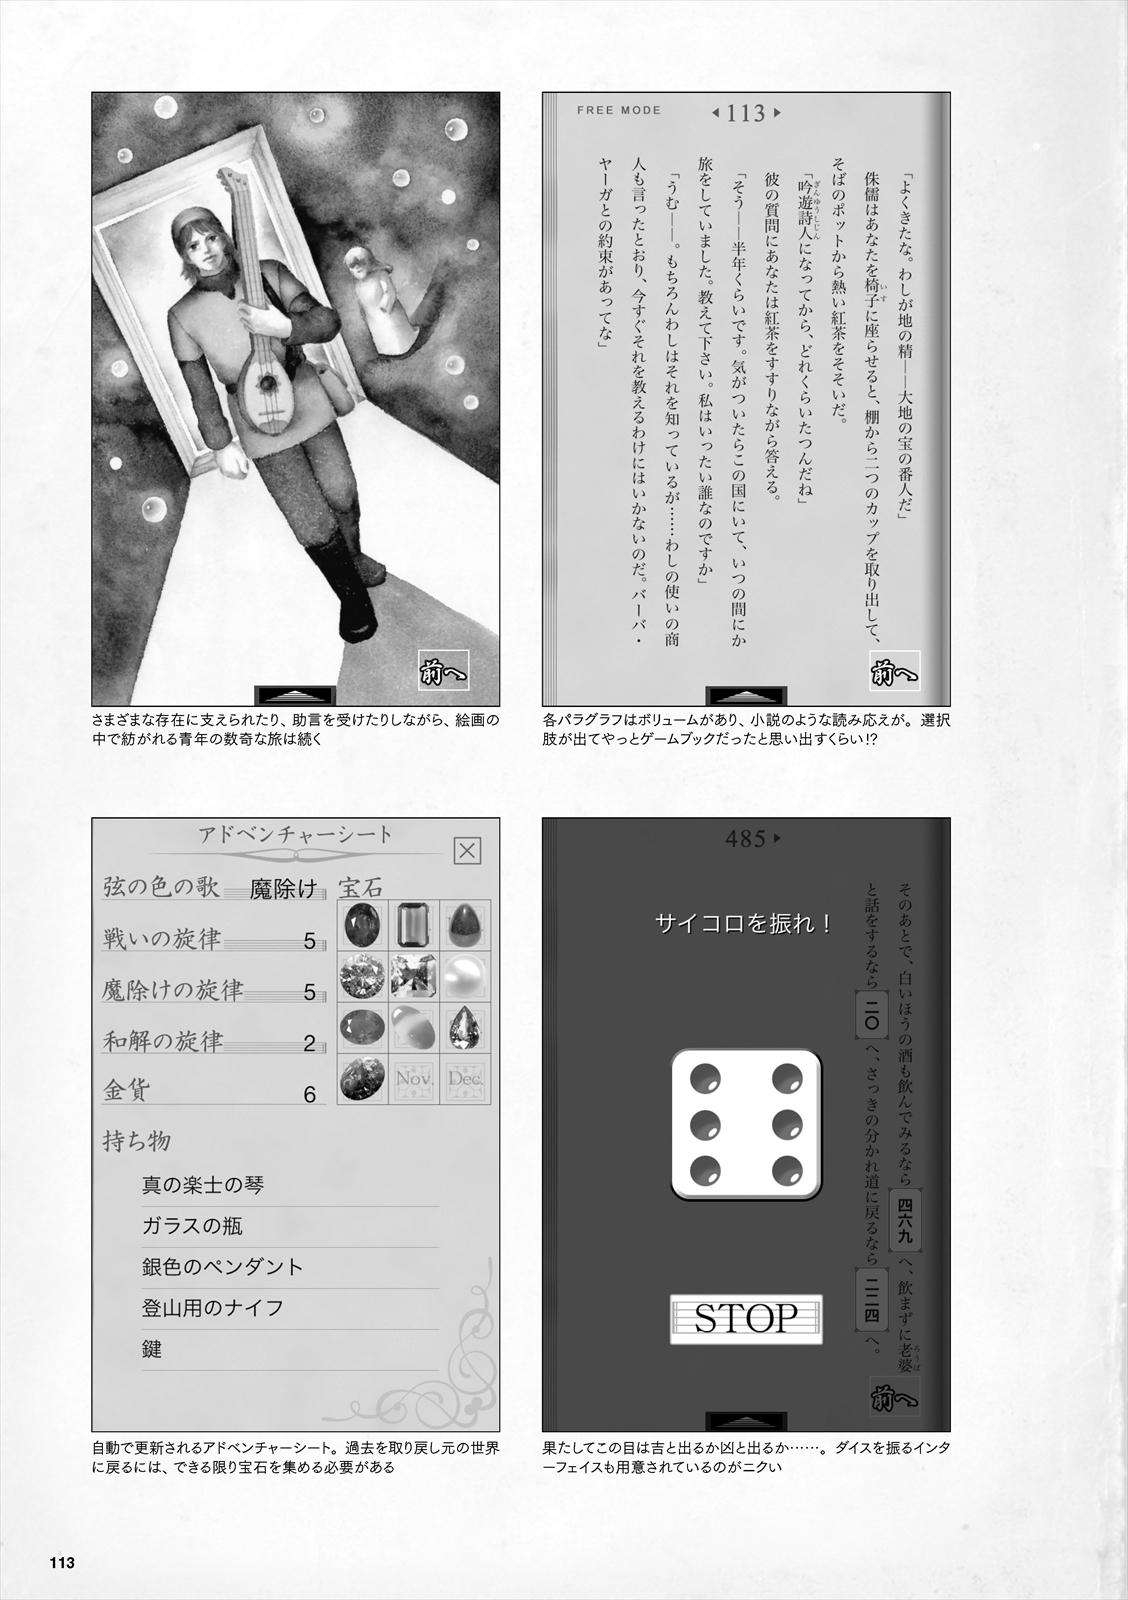 前へ
さまざまな存在に支えられたり、助言を受けたりしながら、絵画の
中で紡がれる青年の数奇な旅は続く
FREE MODE
◀113▶
「よくきたな。わしが地の精――大地の宝の番人だ」
侏儒はあなたを椅子に座らせると、棚から二つのカップを取り出して、
いす
そばのポットから熱い紅茶をそそいだ。
「吟遊詩人になってから、どれくらいたつんだね」
ぎんゆうしじん
彼の質問にあなたは紅茶をすすりながら答える。
「そう――半年くらいです。気がついたらこの国にいて、いつの間にか
旅をしていました。教えて下さい。私はいったい誰なのですか」
「うむ――。もちろんわしはそれを知っているが……わしの使いの商
人も言ったとおり、今すぐそれを教えるわけにはいかないのだ。バーバ・
ヤーガとの約束があってな」
前へ
各パラグラフはボリュームがあり、小説のような読み応えが。選択
肢が出てやっとゲームブックだったと思い出すくらい!?
アドベンチャーシート
弦の色の歌 魔除け 宝石
戦いの旋律 5
魔除けの旋律 5
和解の旋律 2
金貨 6
Nov. Dec.
持ち物
真の楽士の琴
ガラスの瓶
銀色のペンダント
登山用のナイフ
鍵
自動で更新されるアドベンチャーシート。過去を取り戻し元の世界
に戻るには、できる限り宝石を集める必要がある
485▶
サイコロを振れ！
STOP
そのあとで、白いほうの酒も飲んでみるなら 四六九 へ、飲まずに老婆
ろうば
と話をするなら 二〇 へ、さっきの分かれ道に戻るなら 二二四 へ。
前へ
果たしてこの目は吉と出るか凶と出るか……。ダイスを振るインタ
ーフェイスも用意されているのがニクい
113